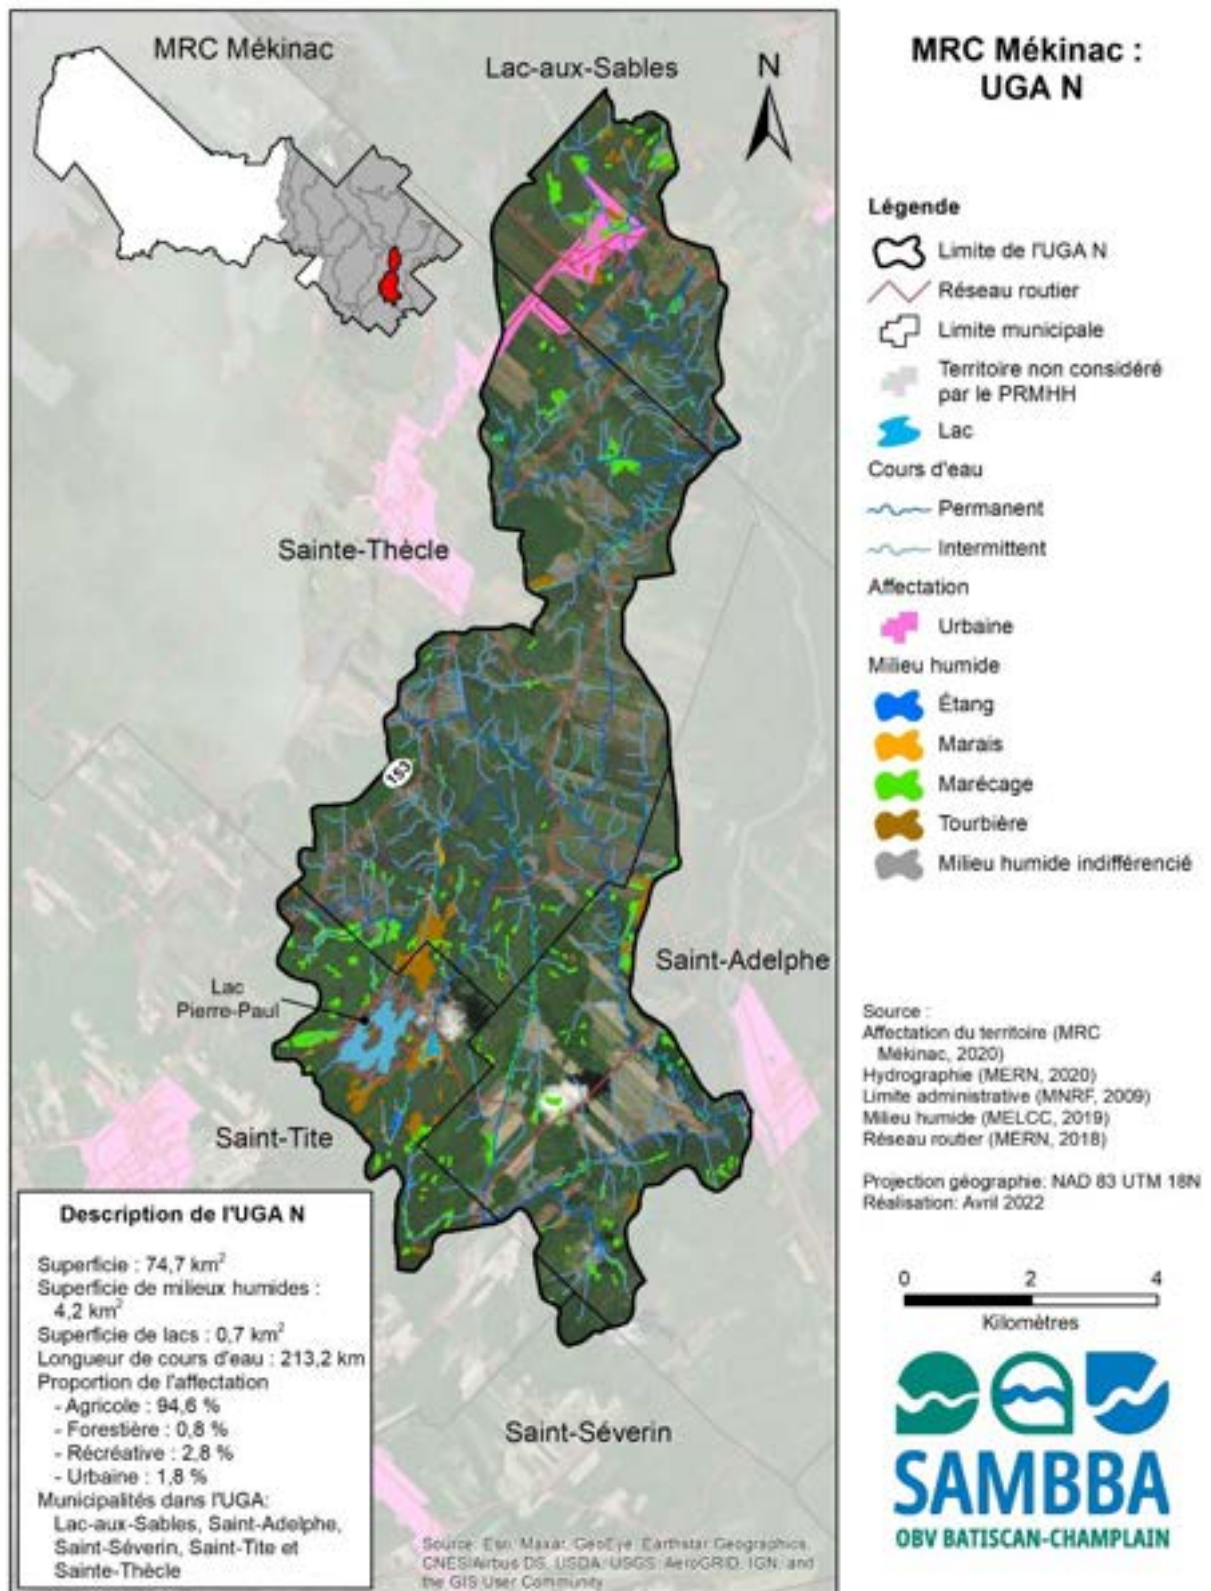 MRC Mékinac
Lac-aux-Sables
N
Sainte-Thècle
153
Lac
Pierre-Paul
Saint-Adelphe
Saint-Tite
Saint-Séverin
Description de l'UGA N
Superficie : 74,7 km²
Superficie de milieux humides :
4,2 km²
Superficie de lacs : 0,7 km²
Longueur de cours d'eau : 213,2 km
Proportion de l'affectation
- Agricole : 94,6 %
- Forestière : 0,8 %
- Récréative : 2,8 %
- Urbaine : 1,8 %
Municipalités dans l'UGA:
Lac-aux-Sables, Saint-Adelphe,
Saint-Séverin, Saint-Tite et
Sainte-Thècle
Source: Esri, Maxar, GeoEye, Earthstar Geographics,
CNES/Airbus DS, USDA, USGS, AeroGRID, IGN, and
the GIS User Community
MRC Mékinac :
UGA N
Légende
Limite de l'UGA N
Réseau routier
Limite municipale
Territoire non considéré
par le PRMHH
Lac
Cours d'eau
Permanent
Intermittent
Affectation
Urbaine
Milieu humide
Étang
Marais
Marécage
Tourbière
Milieu humide indifférencié
Source :
Affectation du territoire (MRC
Mékinac, 2020)
Hydrographie (MERN, 2020)
Limite administrative (MNRF, 2009)
Milieu humide (MELCC, 2019)
Réseau routier (MERN, 2018)
Projection géographie: NAD 83 UTM 18N
Réalisation: Avril 2022
0 2 4
Kilomètres
SAMBBA
OBV BATISCAN-CHAMPLAIN